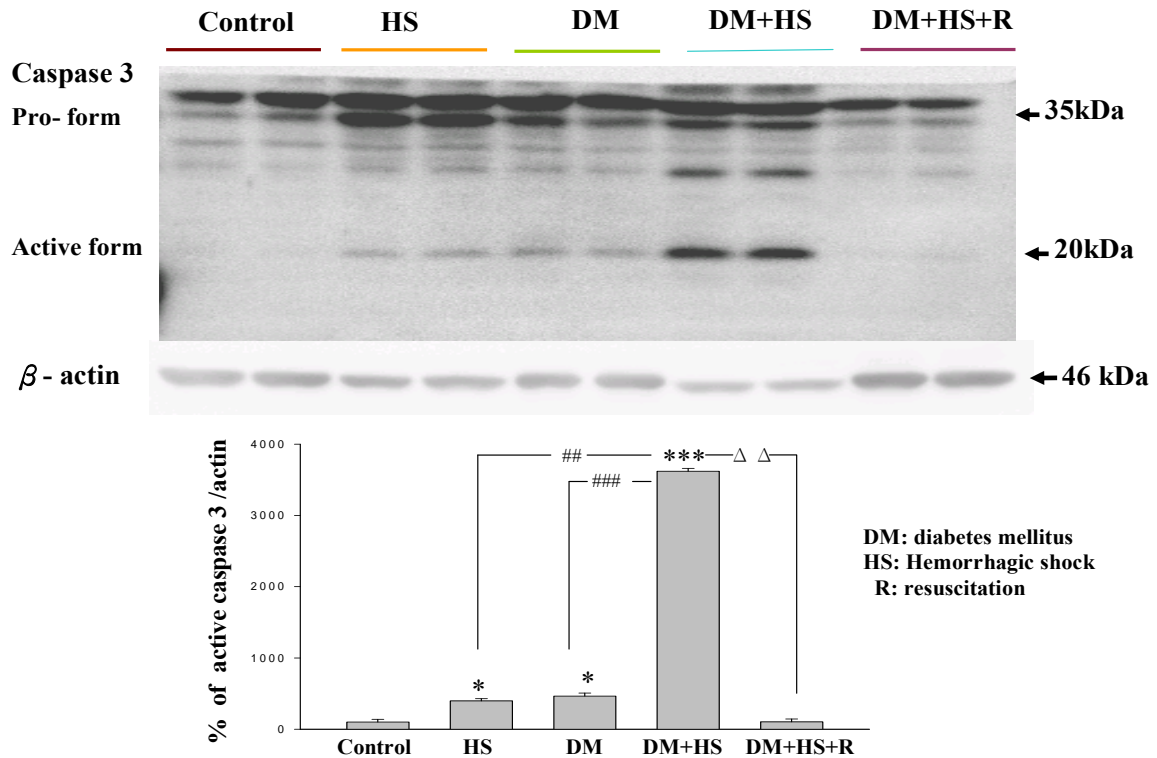 Control HS DM DM+HS DM+HS+R
Caspase 3
Pro- form
35kDa
Active form
20kDa
β- actin
46 kDa
% of active caspase 3 /actin
4000
3000
2000
1000
0
## *** Δ Δ
###
* *
Control HS DM DM+HS DM+HS+R
DM: diabetes mellitus
HS: Hemorrhagic shock
R: resuscitation